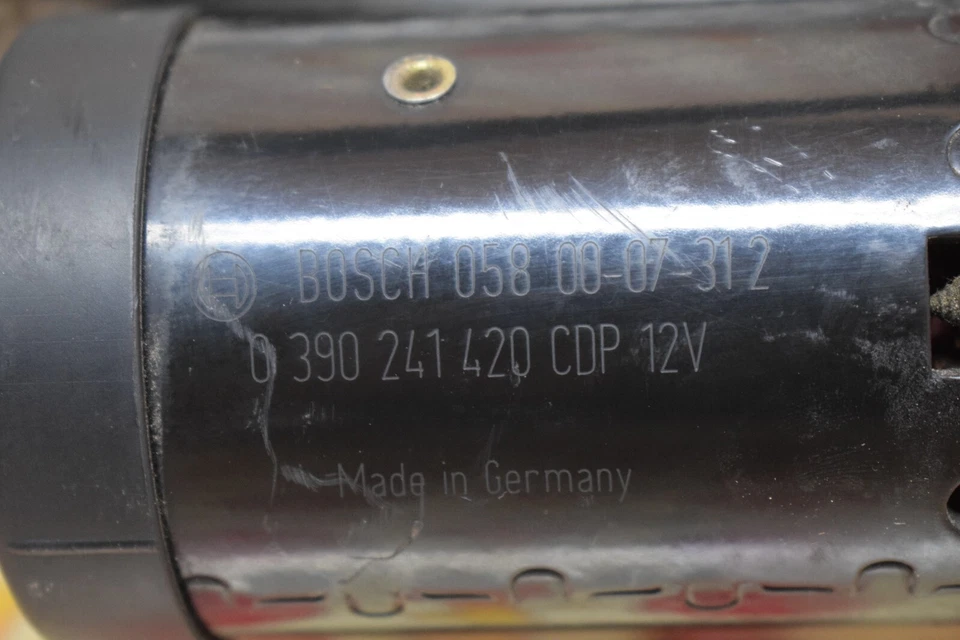 BOSCH 058 00-07-31 2
0 390 241 420 CDP 12V
Made in Germany